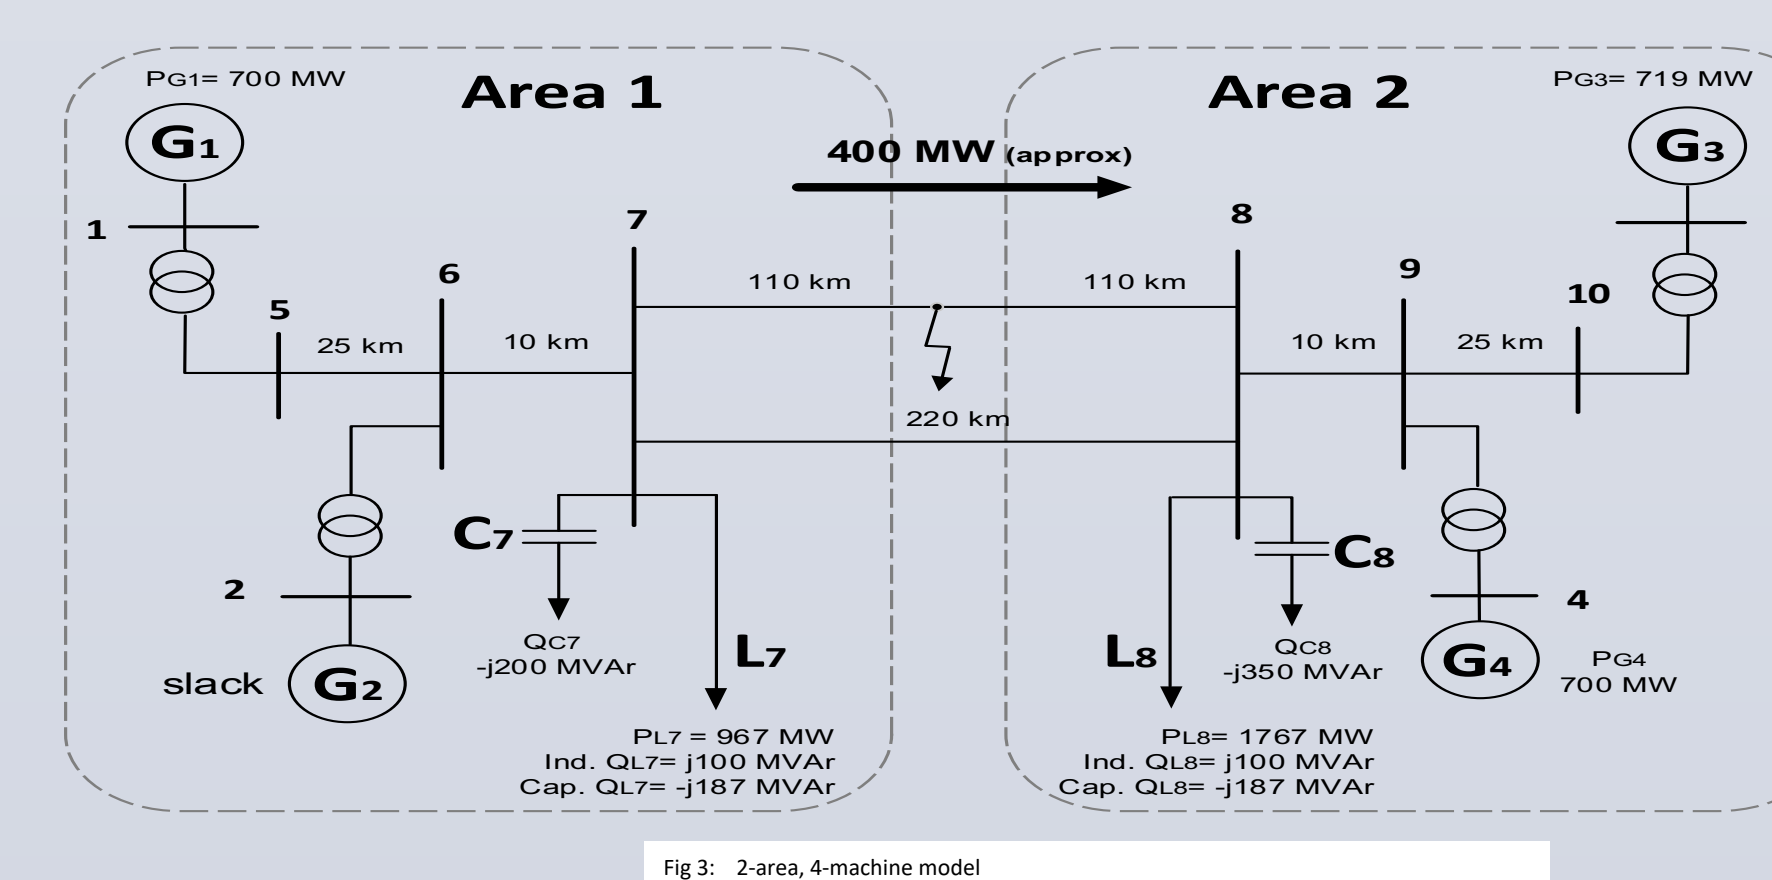 PG1= 700 MW
Area 1
Area 2
PG3= 719 MW
G1
G3
400 MW (approx)
1
7
8
6
9
5
10
110 km
110 km
25 km
10 km
10 km
25 km
220 km
C7
C8
2
4
QC7
-j200 MVAr
L7
L8
QC8
-j350 MVAr
G4
PG4
700 MW
slack
G2
PL7 = 967 MW
Ind. QL7= j100 MVAr
Cap. QL7= -j187 MVAr
PL8= 1767 MW
Ind. QL8= j100 MVAr
Cap. QL8= -j187 MVAr
Fig 3: 2-area, 4-machine model